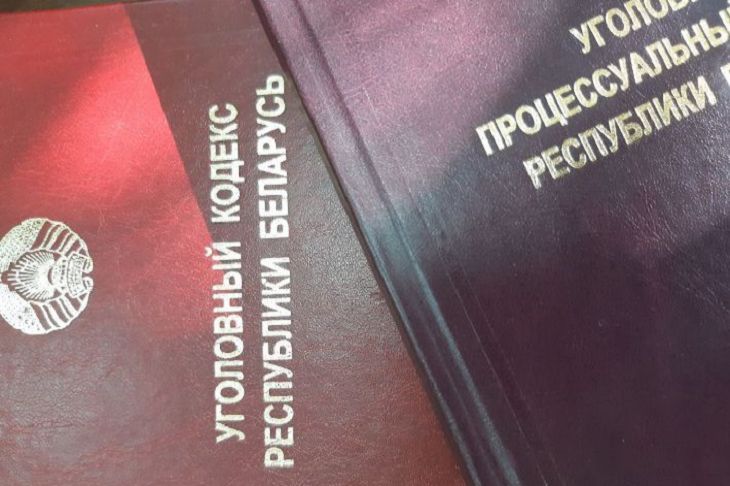 УГОЛОВНЫЙ КОДЕКС
РЕСПУБЛИКИ БЕЛАРУСЬ
ПРОЦЕССУАЛЬНЫ
РЕСПУБЛИКИ